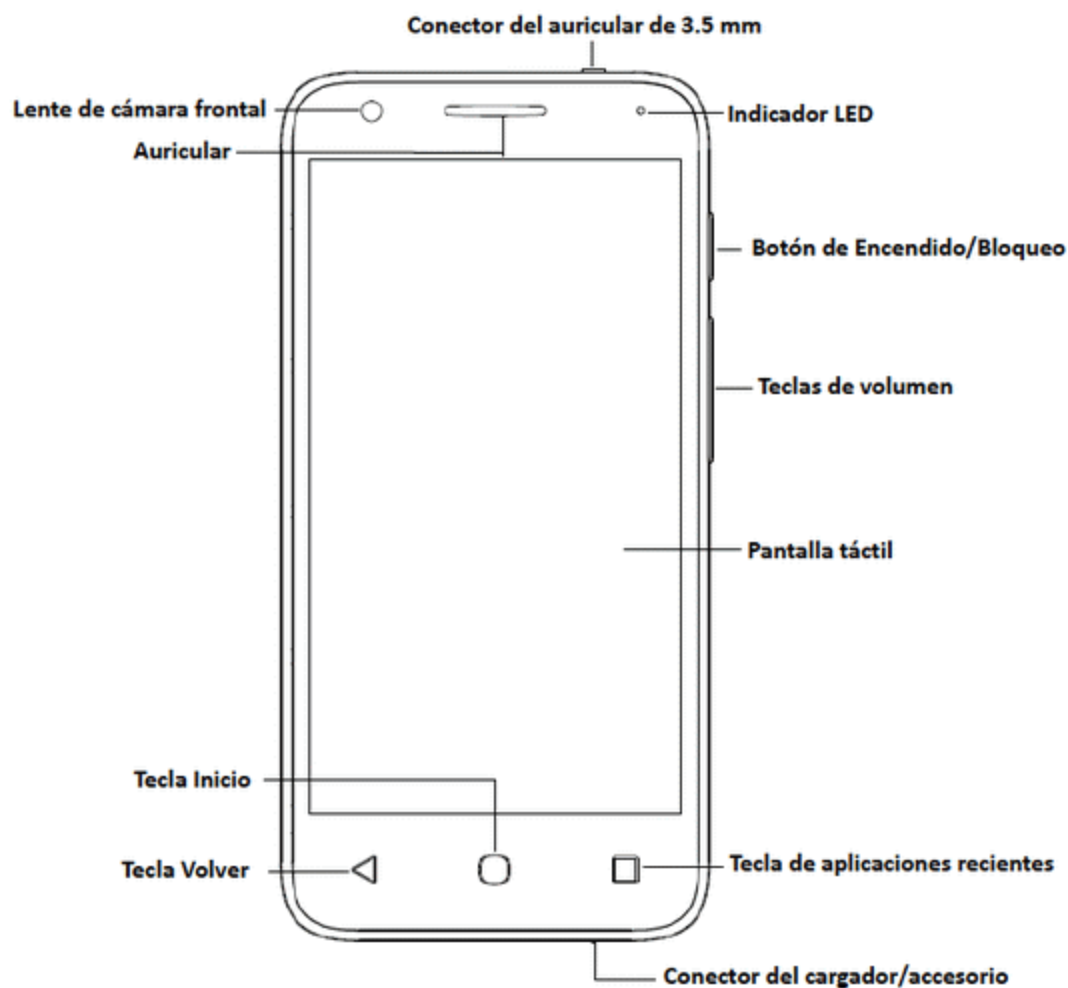 Conector del auricular de 3.5 mm
Lente de cámara frontal
Indicador LED
Auricular
Botón de Encendido/Bloqueo
Teclas de volumen
Pantalla táctil
Tecla Inicio
Tecla Volver
Tecla de aplicaciones recientes
Conector del cargador/accesorio